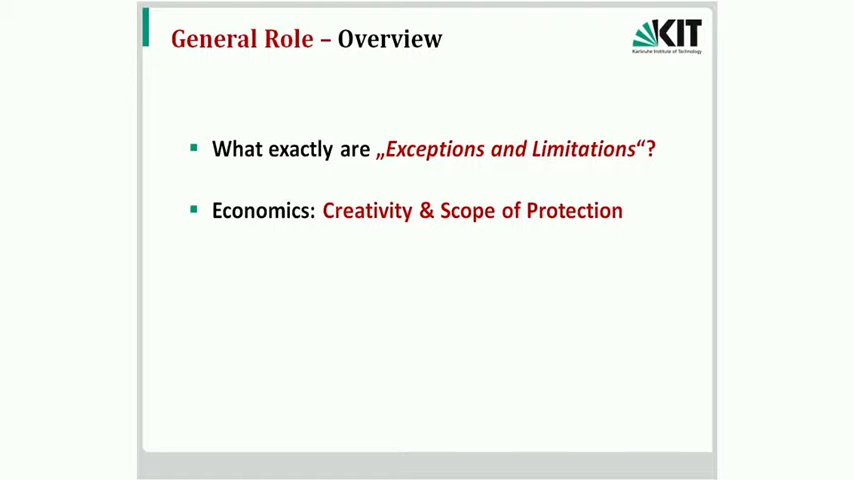 General Role – Overview
KIT
Karlsruhe Institute of Technology
What exactly are „Exceptions and Limitations“?
Economics: Creativity & Scope of Protection